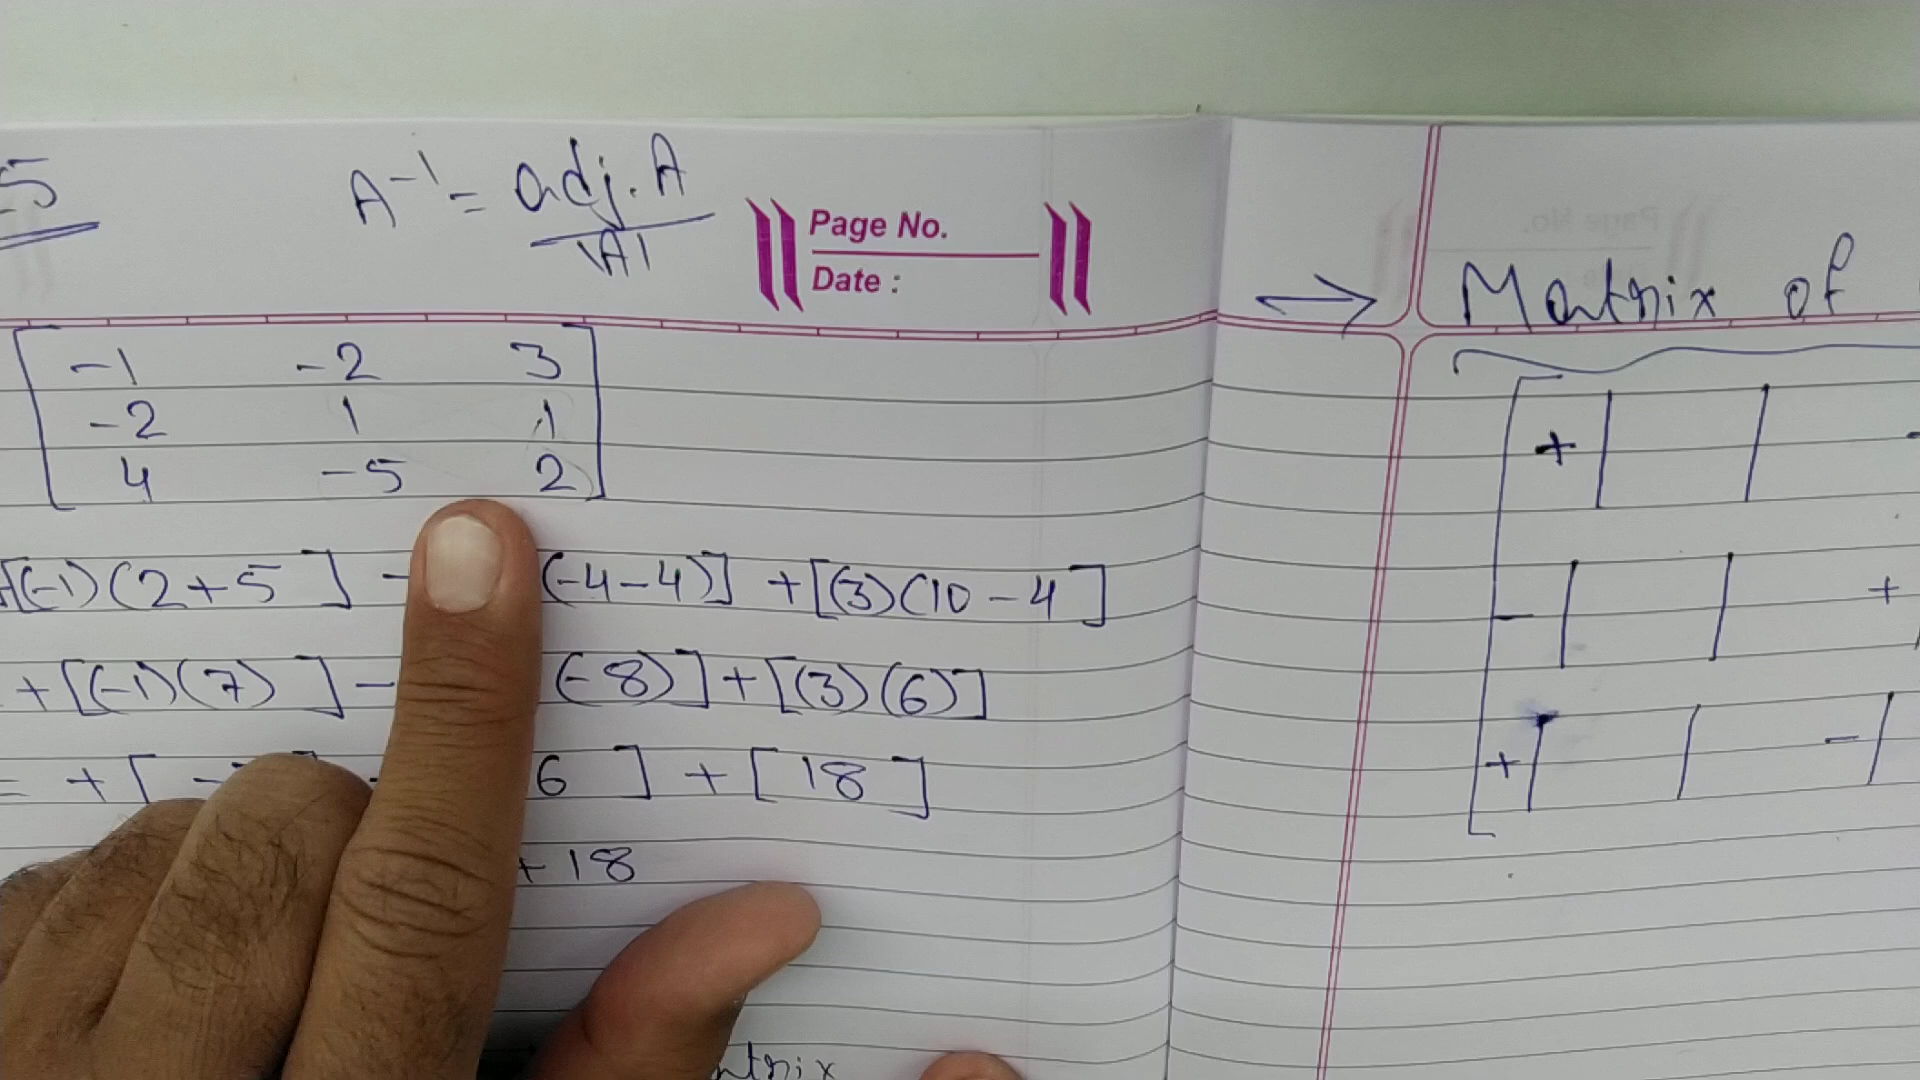 5
A⁻¹ = adj. A
|A|
Page No.
Date :
-1 -2 3
-2 1 1
4 -5 2
+[(-1)(2+5] - (-4-4)] +[(3)(10-4]
+[(-1)(7)] - (-8)]+[(3)(6)]
= +[ - 6 ] + [ 18 ]
+18
atrix
⇒ Matrix of
+ -
- +
+ -